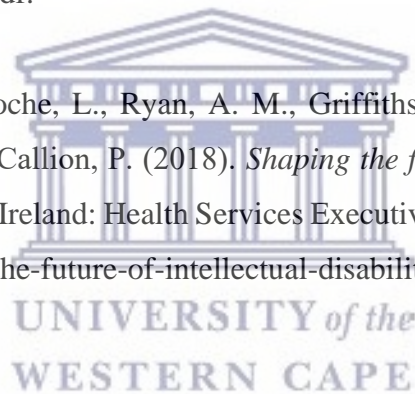 oche, L., Ryan, A. M., Griffiths
Callion, P. (2018). Shaping the f
Ireland: Health Services Executiv
he-future-of-intellectual-disabilit
UNIVERSITY of the
WESTERN CAPE